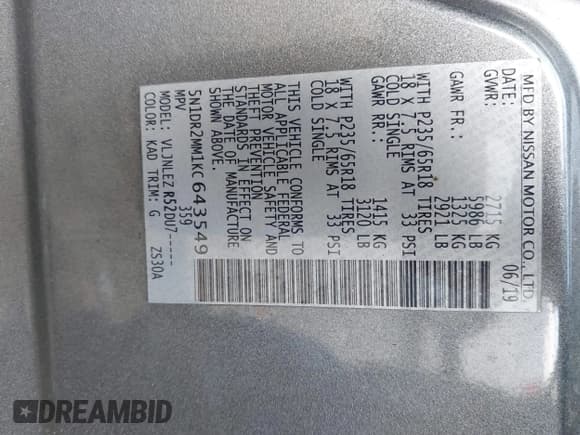 MFD BY NISSAN MOTOR CO., LTD.
DATE: 06/19
GVWR: 2715 KG
5986 LB
GAWR FR.: 1323 KG
2921 LB
WITH P235/65R18 TIRES
18 X 7.5 RIMS AT 33 PSI
COLD SINGLE
GAWR RR: 1415 KG
3120 LB
WITH P235/65R18 TIRES
18 X 7.5 RIMS AT 33 PSI
COLD SINGLE
THIS VEHICLE CONFORMS TO
ALL APPLICABLE FEDERAL
MOTOR VEHICLE SAFETY AND
THEFT PREVENTION
STANDARDS IN EFFECT ON
THE DATE OF MANUFACTURE
SHOWN ABOVE.
5N1DR2MM1KC643549
MPV 359
MODEL: VLJNLEZ R52DU7-----
COLOR: KAD TRIM: G ZS30A
DREAMBID